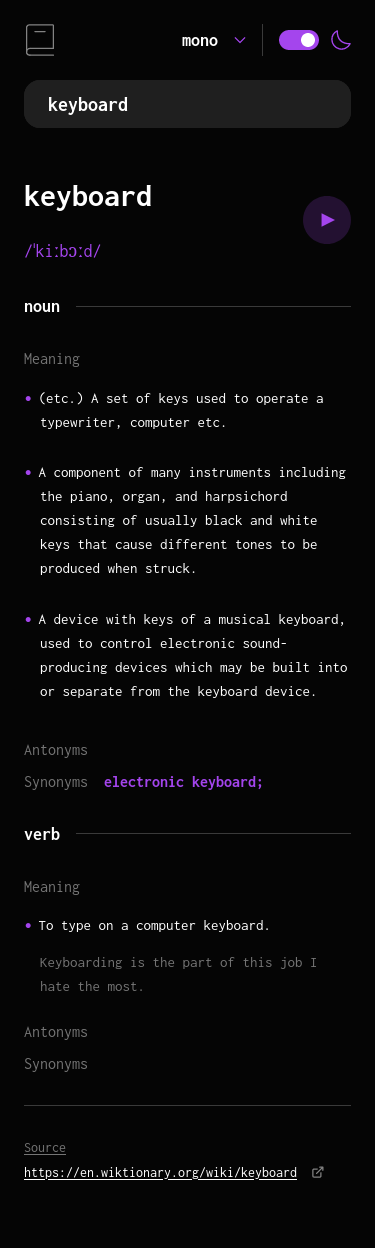 mono
keyboard
keyboard
/ˈkiːbɔːd/
noun
Meaning
• (etc.) A set of keys used to operate a
typewriter, computer etc.
• A component of many instruments including
the piano, organ, and harpsichord
consisting of usually black and white
keys that cause different tones to be
produced when struck.
• A device with keys of a musical keyboard,
used to control electronic sound-
producing devices which may be built into
or separate from the keyboard device.
Antonyms
Synonyms electronic keyboard;
verb
Meaning
• To type on a computer keyboard.
Keyboarding is the part of this job I
hate the most.
Antonyms
Synonyms
Source
https://en.wiktionary.org/wiki/keyboard